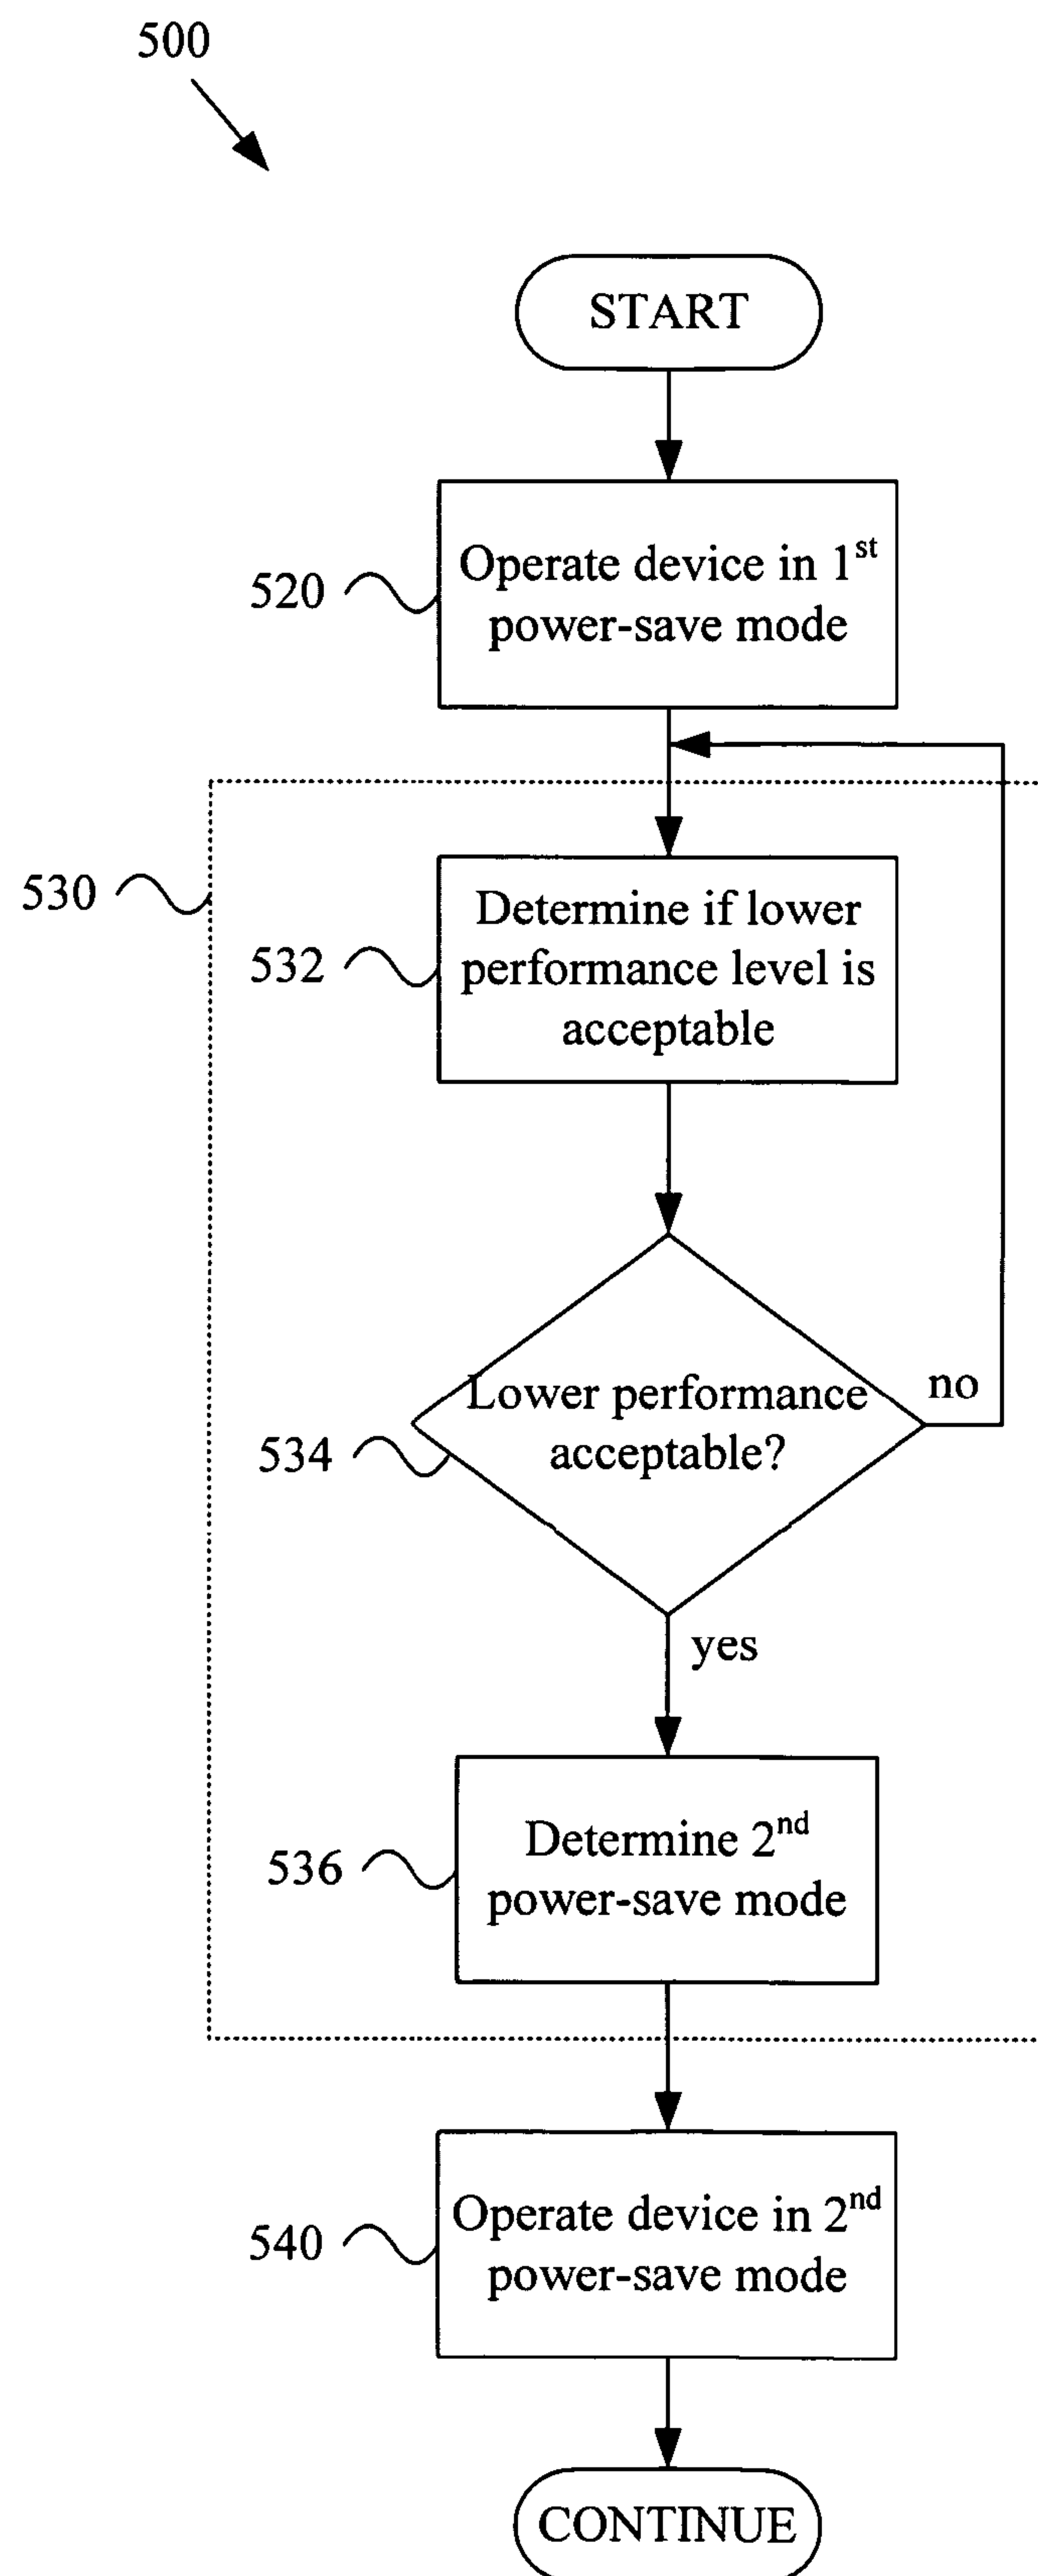 500
START
520
Operate device in 1st
power-save mode
530
532
Determine if lower
performance level is
acceptable
534
Lower performance
acceptable?
no
yes
536
Determine 2nd
power-save mode
540
Operate device in 2nd
power-save mode
CONTINUE